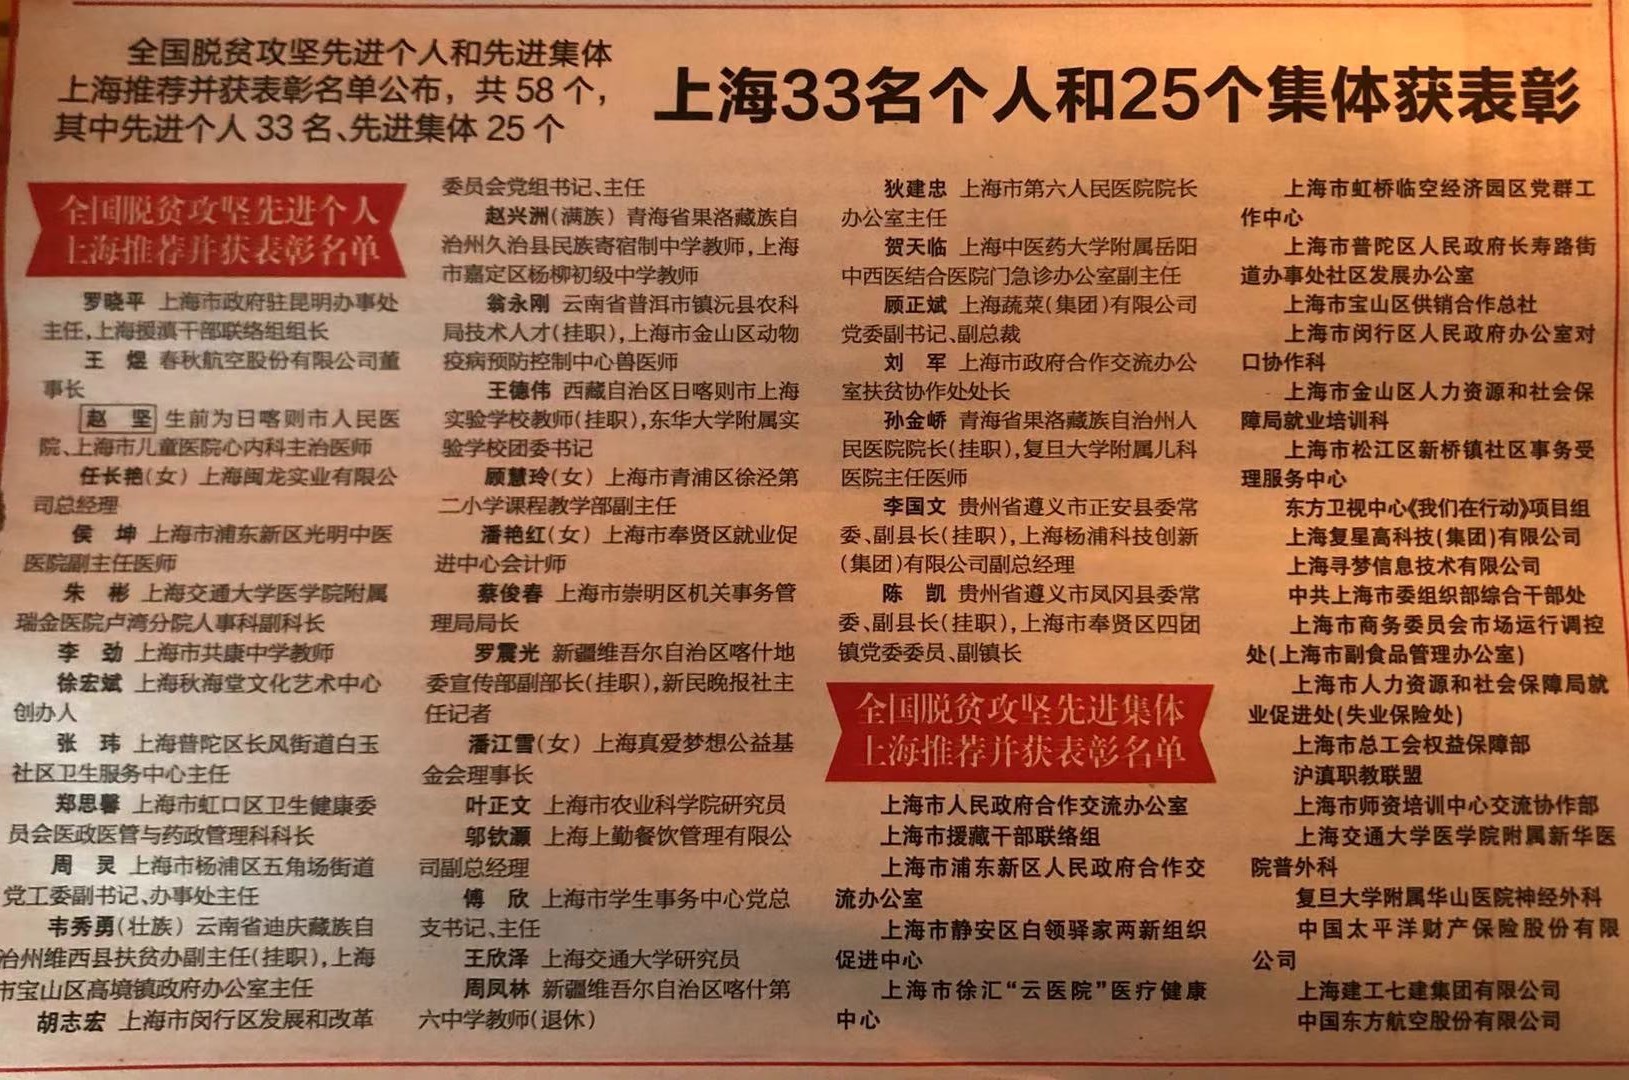 全国脱贫攻坚先进个人和先进集体
上海推荐并获表彰名单公布，共 58 个，
其中先进个人 33 名、先进集体 25 个
上海33名个人和25个集体获表彰
全国脱贫攻坚先进个人
上海推荐并获表彰名单
罗晓平 上海市政府驻昆明办事处
主任，上海援滇干部联络组组长
王 煜 春秋航空股份有限公司董
事长
赵 坚 生前为日喀则市人民医
院、上海市儿童医院心内科主治医师
任长艳（女） 上海闽龙实业有限公
司总经理
侯 坤 上海市浦东新区光明中医
医院副主任医师
朱 彬 上海交通大学医学院附属
瑞金医院卢湾分院人事科副科长
李 劲 上海市共康中学教师
徐宏斌 上海秋海堂文化艺术中心
创办人
张 玮 上海普陀区长风街道白玉
社区卫生服务中心主任
郑思馨 上海市虹口区卫生健康委
员会医政医管与药政管理科科长
周 灵 上海市杨浦区五角场街道
党工委副书记、办事处主任
韦秀勇（壮族） 云南省迪庆藏族自
治州维西县扶贫办副主任（挂职），上海
市宝山区高境镇政府办公室主任
胡志宏 上海市闵行区发展和改革
委员会党组书记、主任
赵兴洲（满族） 青海省果洛藏族自
治州久治县民族寄宿制中学教师，上海
市嘉定区杨柳初级中学教师
翁永刚 云南省普洱市镇沅县农科
局技术人才（挂职），上海市金山区动物
疫病预防控制中心兽医师
王德伟 西藏自治区日喀则市上海
实验学校教师（挂职），东华大学附属实
验学校团委书记
顾慧玲（女） 上海市青浦区徐泾第
二小学课程教学部副主任
潘艳红（女） 上海市奉贤区就业促
进中心会计师
蔡俊春 上海市崇明区机关事务管
理局局长
罗震光 新疆维吾尔自治区喀什地
委宣传部副部长（挂职），新民晚报社主
任记者
潘江雪（女） 上海真爱梦想公益基
金会理事长
叶正文 上海市农业科学院研究员
邬钦灏 上海上勤餐饮管理有限公
司副总经理
傅 欣 上海市学生事务中心党总
支书记、主任
王欣泽 上海交通大学研究员
周凤林 新疆维吾尔自治区喀什第
六中学教师（退休）
狄建忠 上海市第六人民医院院长
办公室主任
贺天临 上海中医药大学附属岳阳
中西医结合医院门急诊办公室副主任
顾正斌 上海蔬菜（集团）有限公司
党委副书记、副总裁
刘 军 上海市政府合作交流办公
室扶贫协作处处长
孙金峤 青海省果洛藏族自治州人
民医院院长（挂职），复旦大学附属儿科
医院主任医师
李国文 贵州省遵义市正安县委常
委、副县长（挂职），上海杨浦科技创新
（集团）有限公司副总经理
陈 凯 贵州省遵义市凤冈县委常
委、副县长（挂职），上海市奉贤区四团
镇党委委员、副镇长
全国脱贫攻坚先进集体
上海推荐并获表彰名单
上海市人民政府合作交流办公室
上海市援藏干部联络组
上海市浦东新区人民政府合作交
流办公室
上海市静安区白领驿家两新组织
促进中心
上海市徐汇“云医院”医疗健康
中心
上海市虹桥临空经济园区党群工
作中心
上海市普陀区人民政府长寿路街
道办事处社区发展办公室
上海市宝山区供销合作总社
上海市闵行区人民政府办公室对
口协作科
上海市金山区人力资源和社会保
障局就业培训科
上海市松江区新桥镇社区事务受
理服务中心
东方卫视中心《我们在行动》项目组
上海复星高科技（集团）有限公司
上海寻梦信息技术有限公司
中共上海市委组织部综合干部处
上海市商务委员会市场运行调控
处（上海市副食品管理办公室）
上海市人力资源和社会保障局就
业促进处（失业保险处）
上海市总工会权益保障部
沪滇职教联盟
上海市师资培训中心交流协作部
上海交通大学医学院附属新华医
院普外科
复旦大学附属华山医院神经外科
中国太平洋财产保险股份有限
公司
上海建工七建集团有限公司
中国东方航空股份有限公司